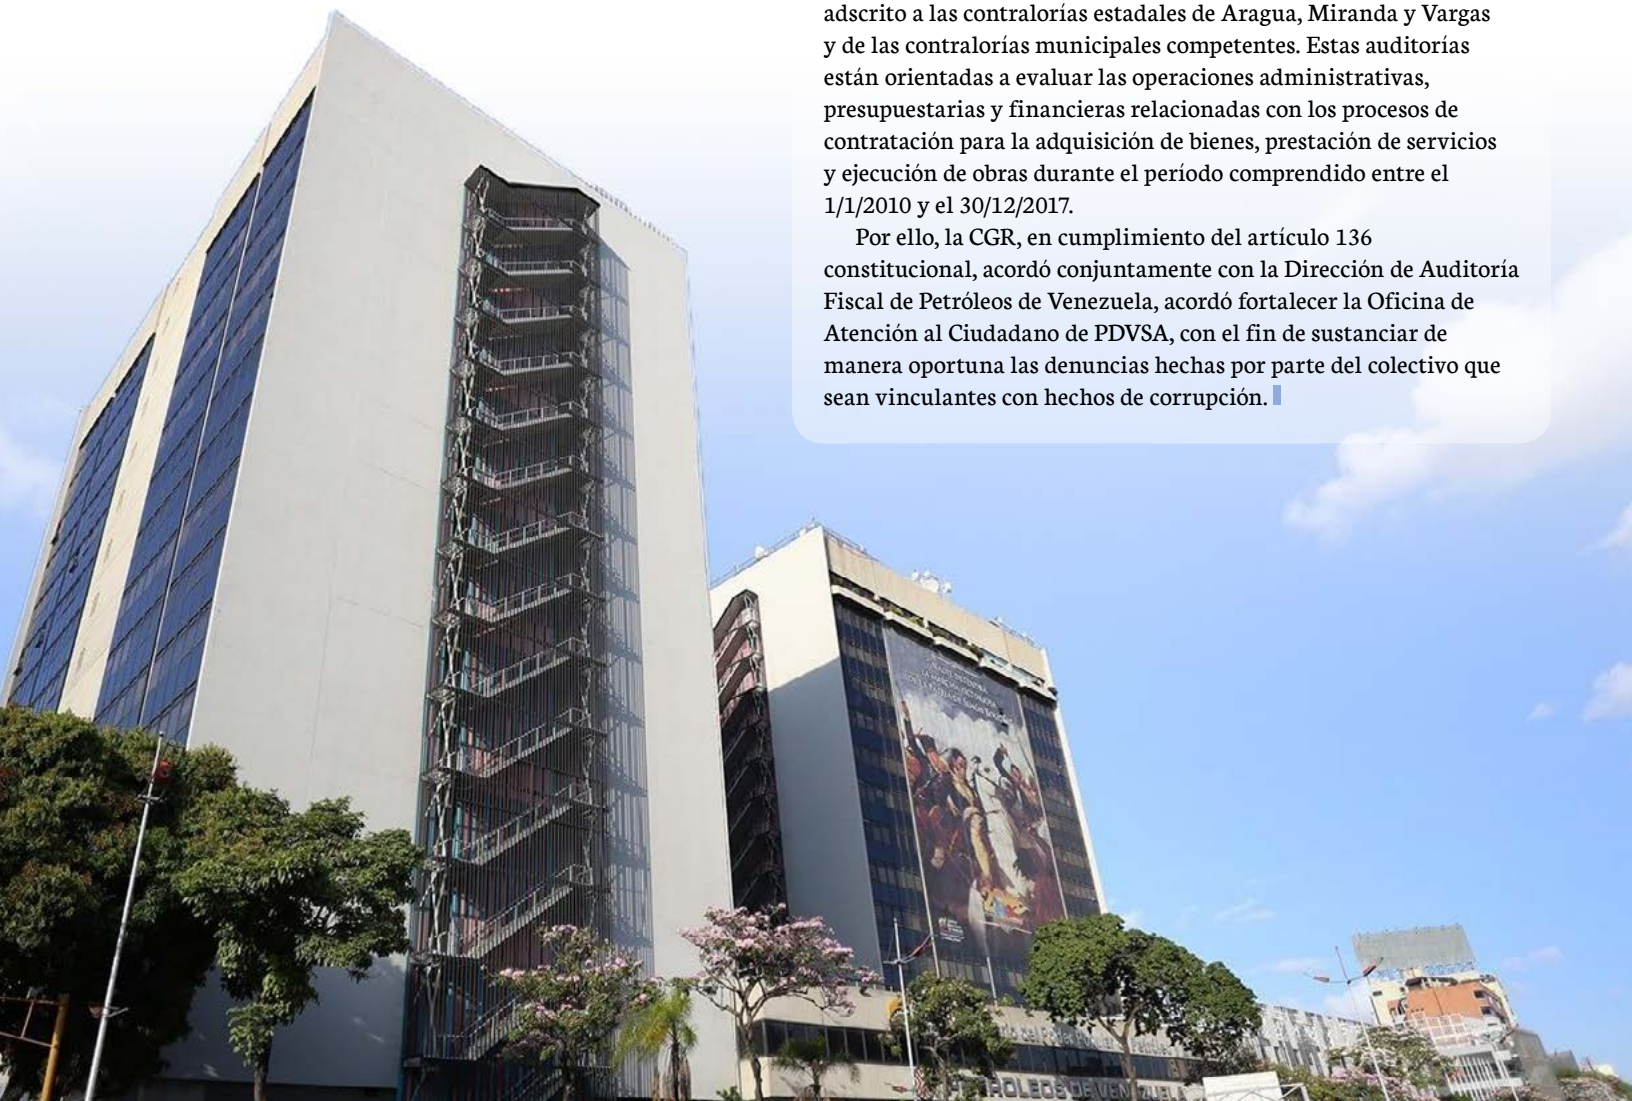 adscrito a las contralorías estadales de Aragua, Miranda y Vargas
y de las contralorías municipales competentes. Estas auditorías
están orientadas a evaluar las operaciones administrativas,
presupuestarias y financieras relacionadas con los procesos de
contratación para la adquisición de bienes, prestación de servicios
y ejecución de obras durante el período comprendido entre el
1/1/2010 y el 30/12/2017.
Por ello, la CGR, en cumplimiento del artículo 136
constitucional, acordó conjuntamente con la Dirección de Auditoría
Fiscal de Petróleos de Venezuela, acordó fortalecer la Oficina de
Atención al Ciudadano de PDVSA, con el fin de sustanciar de
manera oportuna las denuncias hechas por parte del colectivo que
sean vinculantes con hechos de corrupción.
del Poder Popular
DE VENEZUELA